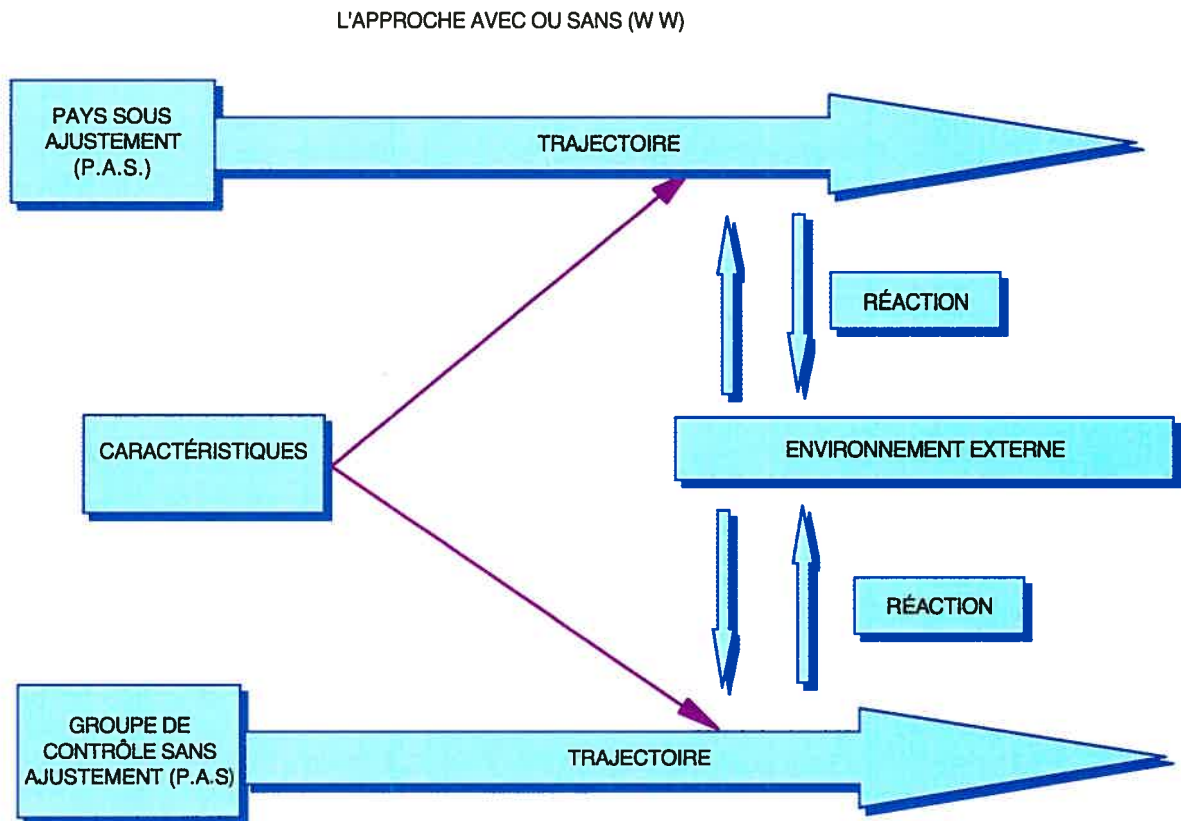 L'APPROCHE AVEC OU SANS (W W)
PAYS SOUS
AJUSTEMENT
(P.A.S.)
TRAJECTOIRE
RÉACTION
CARACTÉRISTIQUES
ENVIRONNEMENT EXTERNE
RÉACTION
GROUPE DE
CONTRÔLE SANS
AJUSTEMENT (P.A.S)
TRAJECTOIRE